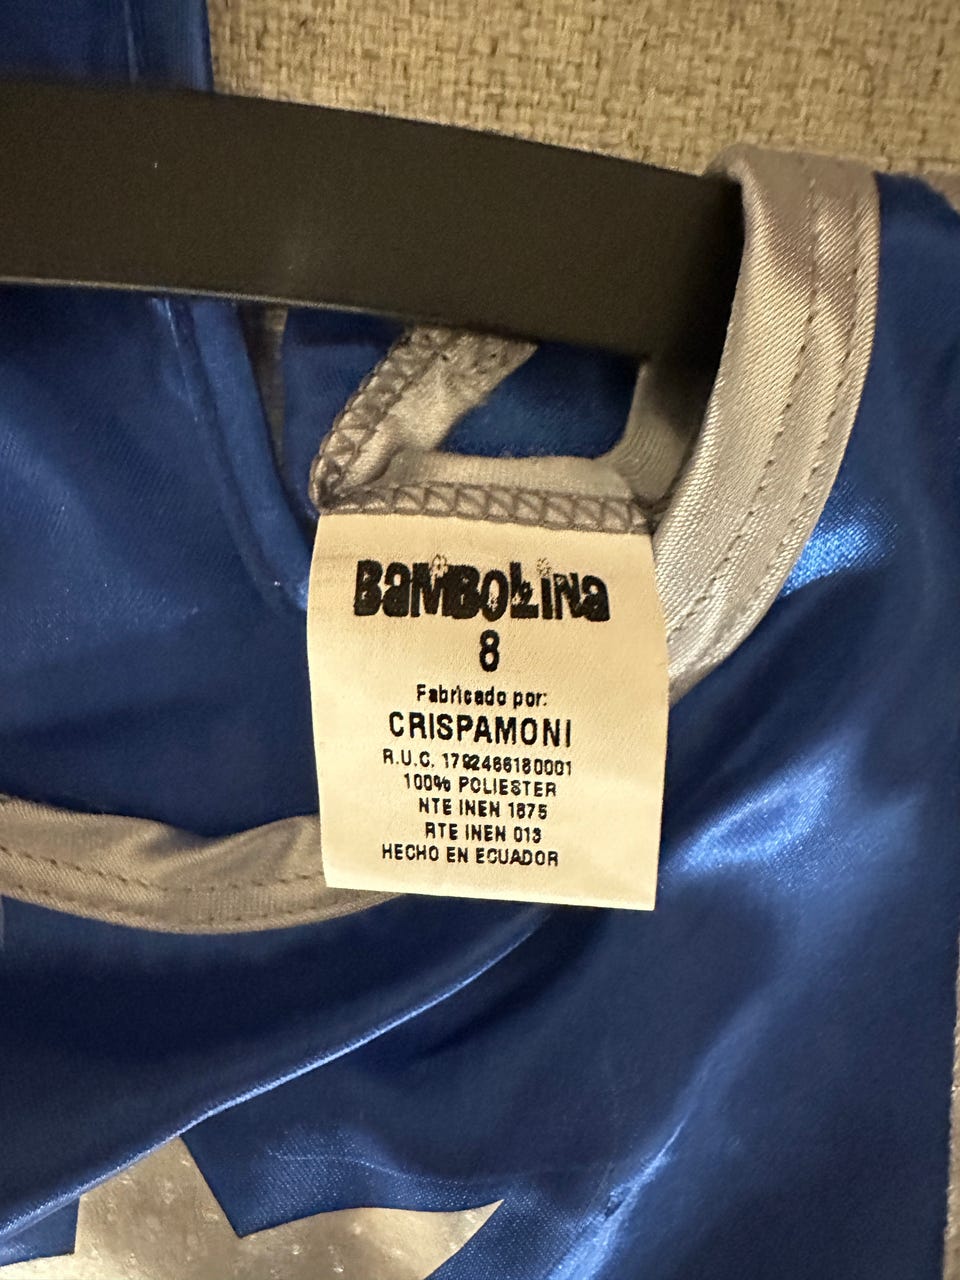 BaMBOLiNa
8
Fabricado por:
CRISPAMONI
R.U.C. 1792466180001
100% POLIESTER
NTE INEN 1875
RTE INEN 013
HECHO EN ECUADOR